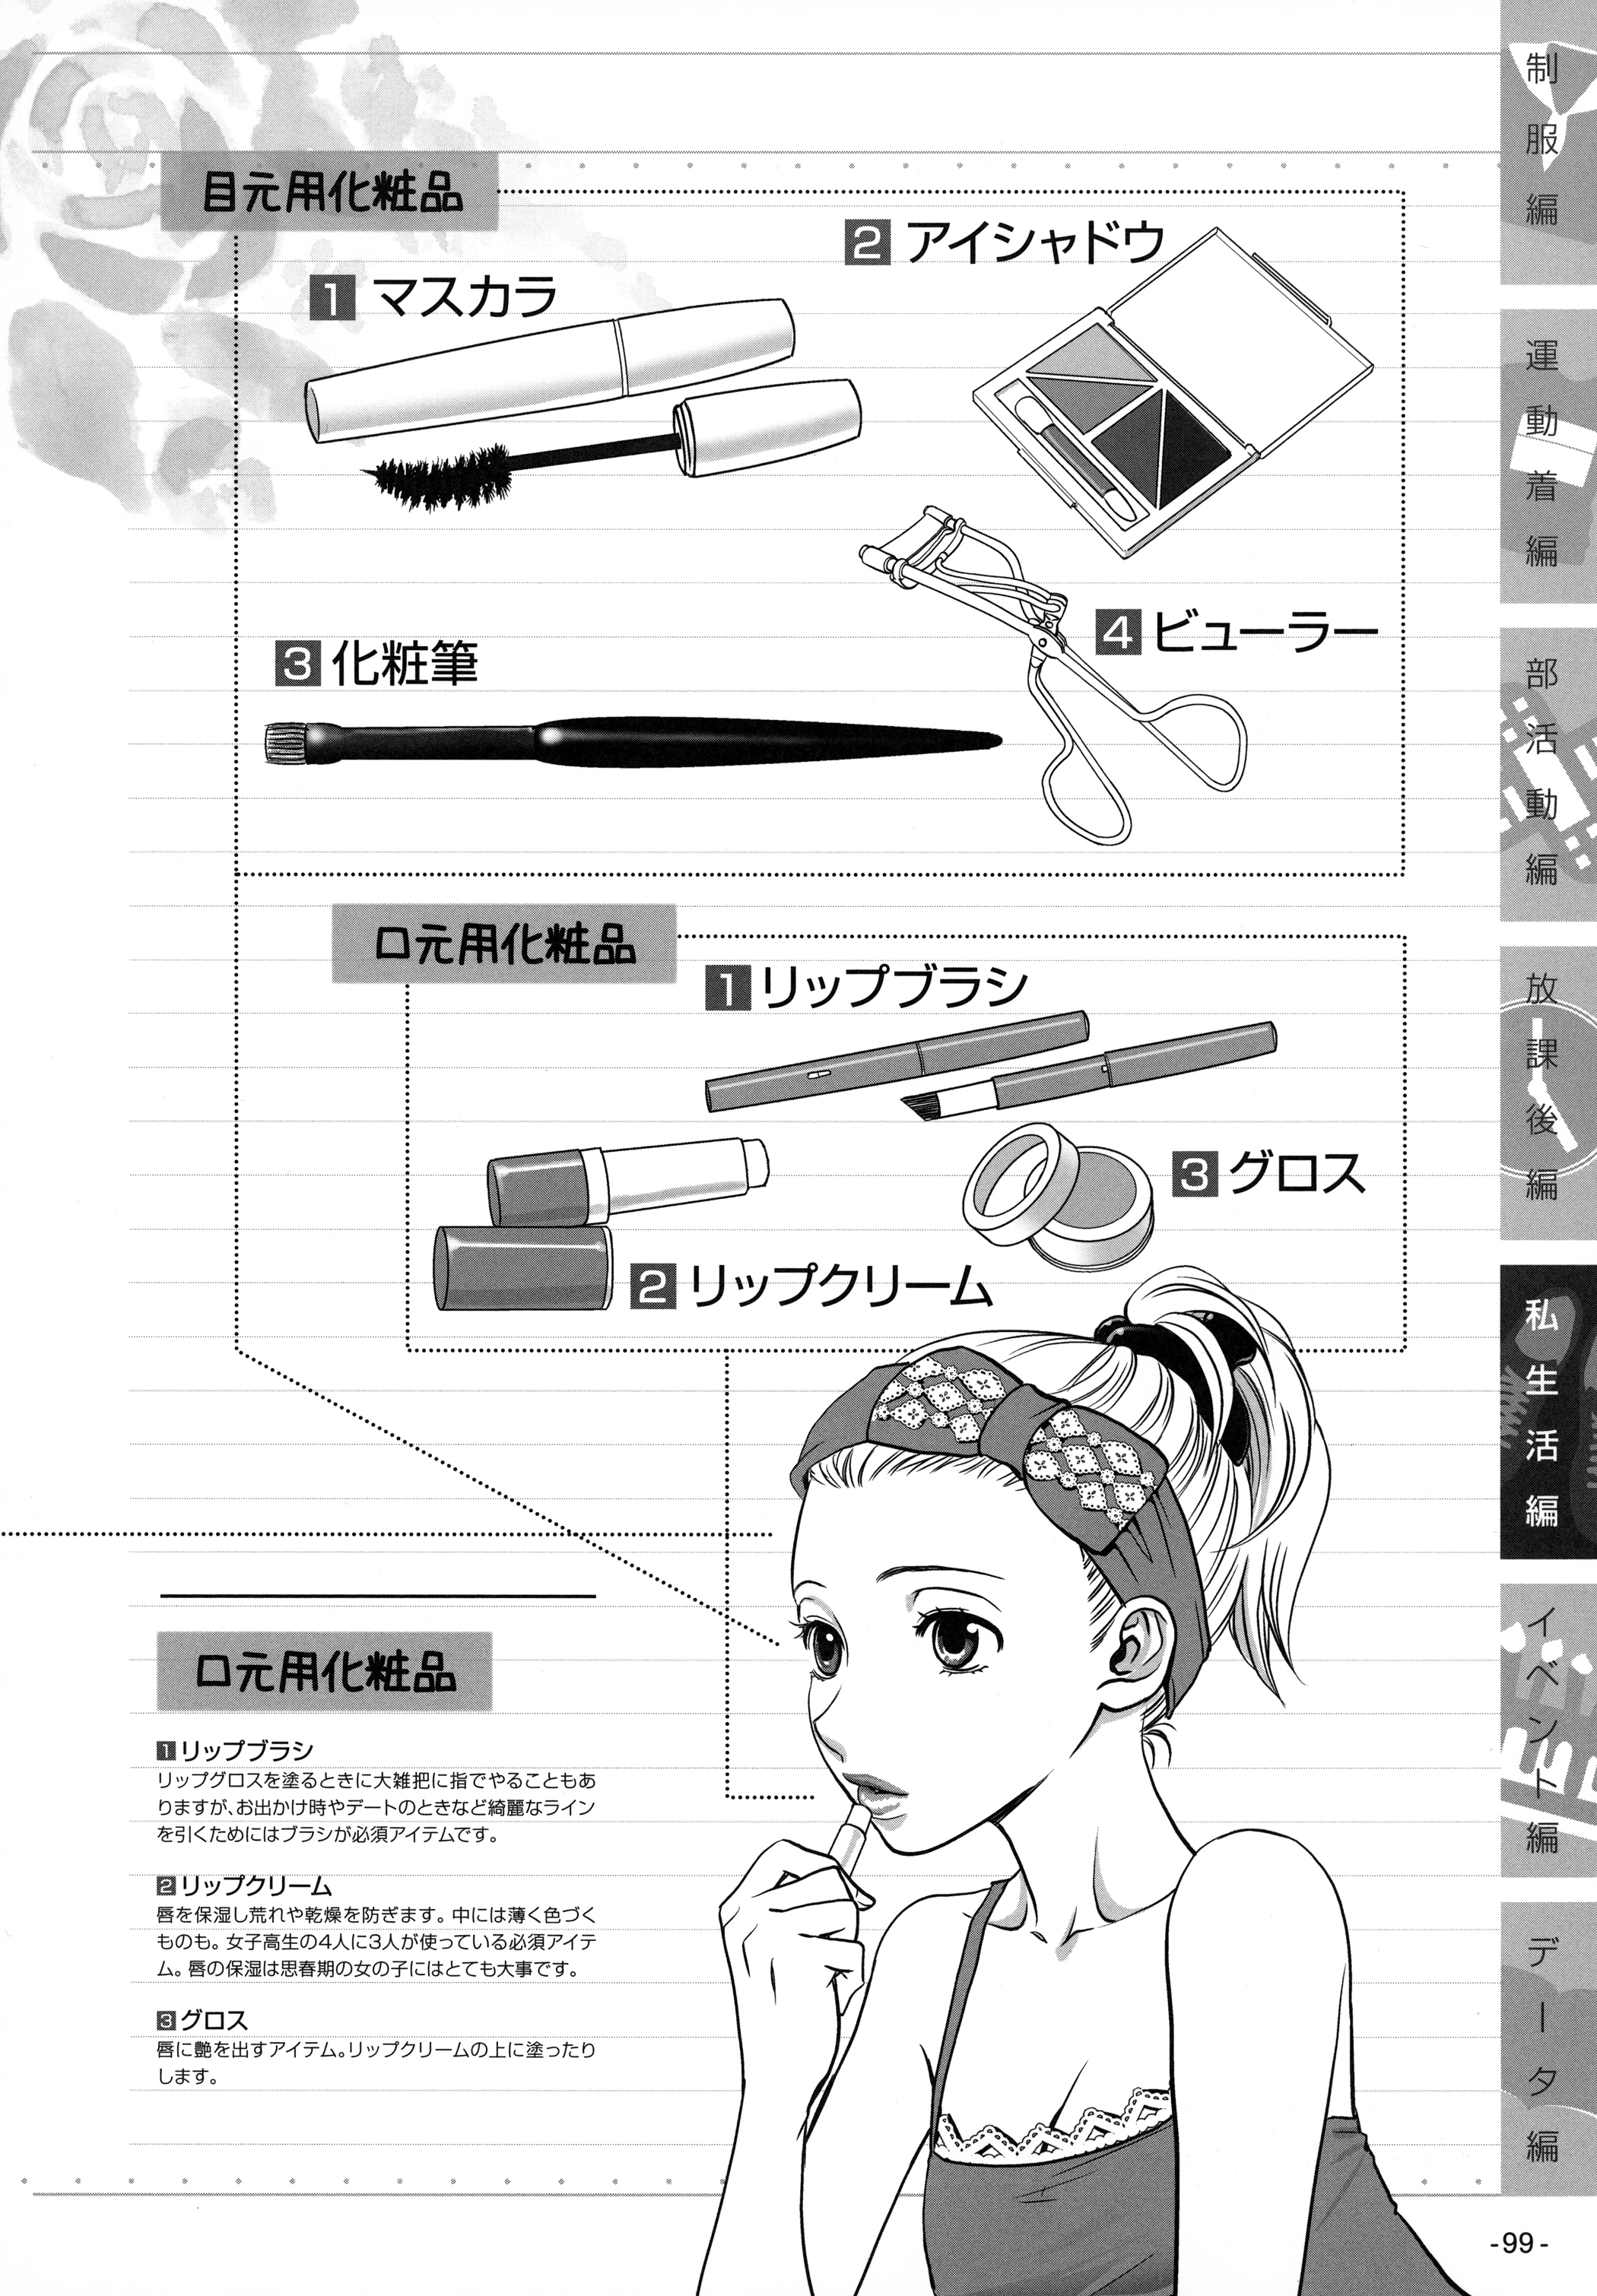 目元用化粧品
1 マスカラ
2 アイシャドウ
3 化粧筆
4 ビューラー
口元用化粧品
1 リップブラシ
2 リップクリーム
3 グロス
口元用化粧品
1 リップブラシ
リップグロスを塗るときに大雑把に指でやることもあ
りますが、お出かけ時やデートのときなど綺麗なライン
を引くためにはブラシが必須アイテムです。
2 リップクリーム
唇を保湿し荒れや乾燥を防ぎます。中には薄く色づく
ものも。女子高生の4人に3人が使っている必須アイテ
ム。唇の保湿は思春期の女の子にはとても大事です。
3 グロス
唇に艶を出すアイテム。リップクリームの上に塗ったり
します。
制服編
運動着編
部活動編
放課後編
私生活編
イベント編
データ編
-99-